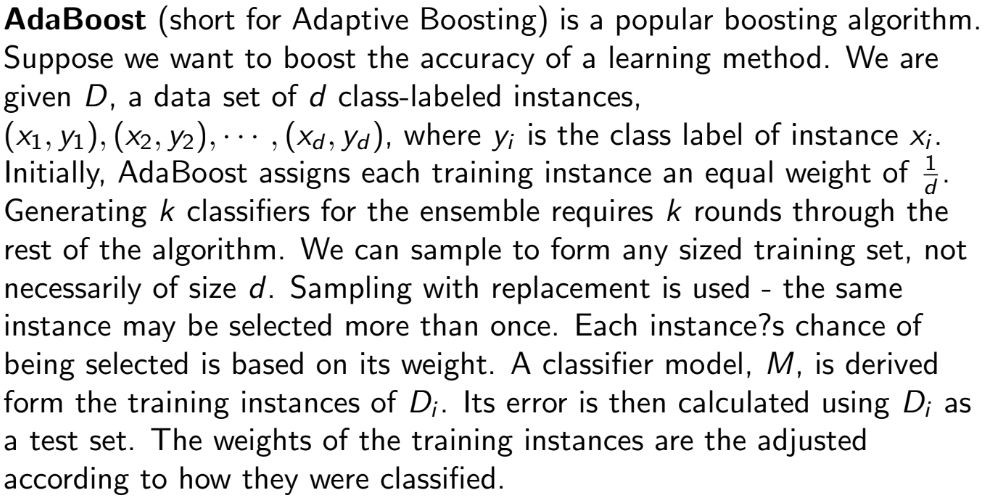 AdaBoost (short for Adaptive Boosting) is a popular boosting algorithm.
Suppose we want to boost the accuracy of a learning method. We are
given D, a data set of d class-labeled instances,
(x₁, y₁), (x₂, y₂), ⋯ , (x_d, y_d), where y_i is the class label of instance x_i.
Initially, AdaBoost assigns each training instance an equal weight of 1/d.
Generating k classifiers for the ensemble requires k rounds through the
rest of the algorithm. We can sample to form any sized training set, not
necessarily of size d. Sampling with replacement is used - the same
instance may be selected more than once. Each instance?s chance of
being selected is based on its weight. A classifier model, M, is derived
form the training instances of D_i. Its error is then calculated using D_i as
a test set. The weights of the training instances are the adjusted
according to how they were classified.